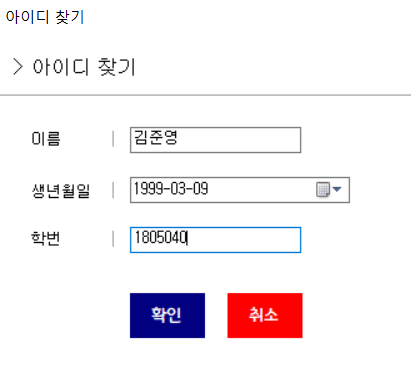 아이디 찾기
> 아이디 찾기
이름 | 김준영
생년월일 | 1999-03-09
학번 | 1805040
확인 취소